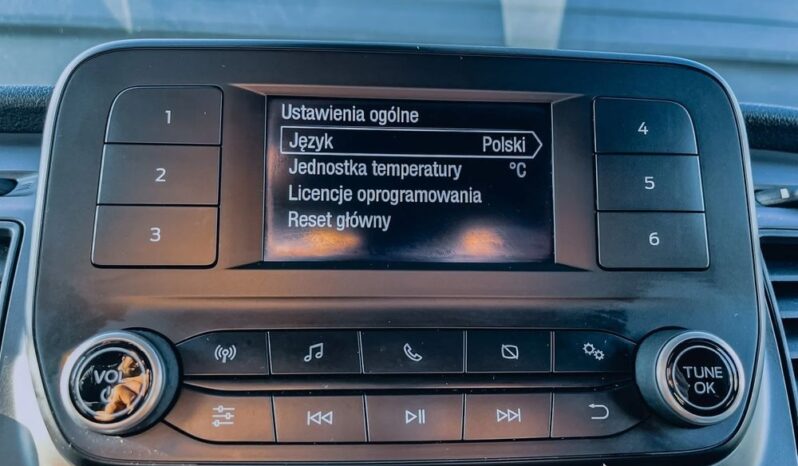 Ustawienia ogólne
Język Polski
Jednostka temperatury °C
Licencje oprogramowania
Reset główny
1
2
3
4
5
6
VOL
TUNE
OK